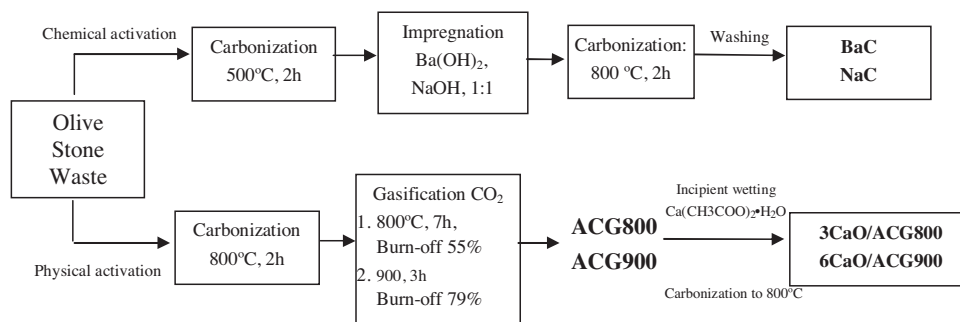 Chemical activation
Carbonization
500ºC, 2h
Impregnation
Ba(OH)₂,
NaOH, 1:1
Carbonization:
800 ºC, 2h
Washing
BaC
NaC
Olive
Stone
Waste
Physical activation
Carbonization
800ºC, 2h
Gasification CO₂
1. 800ºC, 7h,
Burn-off 55%
2. 900, 3h
Burn-off 79%
ACG800
ACG900
Incipient wetting
Ca(CH3COO)₂•H₂O
Carbonization to 800ºC
3CaO/ACG800
6CaO/ACG900